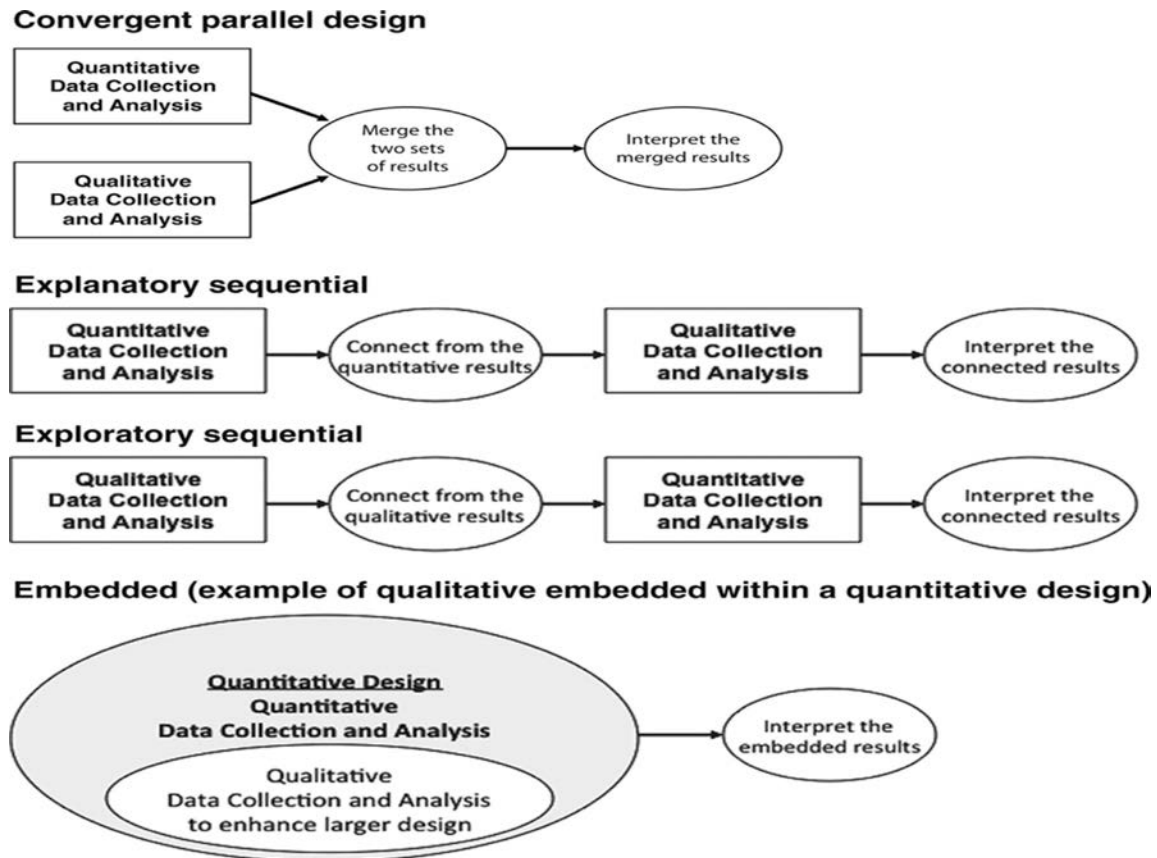 Convergent parallel design
Quantitative
Data Collection
and Analysis
Merge the
two sets
of results
Interpret the
merged results
Qualitative
Data Collection
and Analysis
Explanatory sequential
Quantitative
Data Collection
and Analysis
Connect from the
quantitative results
Qualitative
Data Collection
and Analysis
Interpret the
connected results
Exploratory sequential
Qualitative
Data Collection
and Analysis
Connect from the
qualitative results
Quantitative
Data Collection
and Analysis
Interpret the
connected results
Embedded (example of qualitative embedded within a quantitative design)
Quantitative Design
Quantitative
Data Collection and Analysis
Qualitative
Data Collection and Analysis
to enhance larger design
Interpret the
embedded results